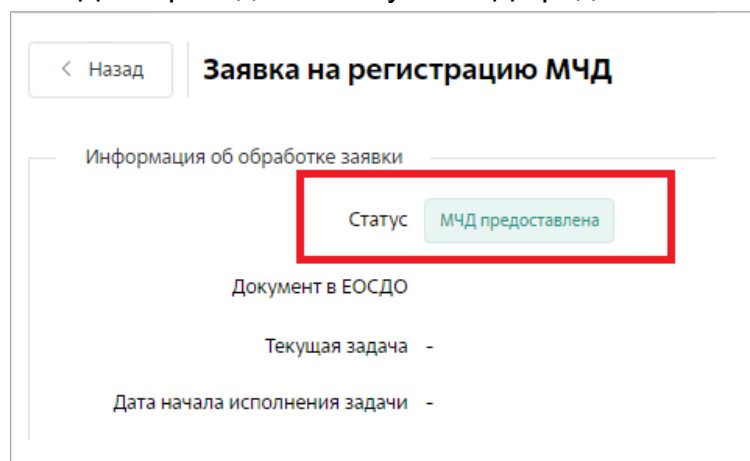 < Назад
Заявка на регистрацию МЧД
Информация об обработке заявки
Статус МЧД предоставлена
Документ в ЕОСДО
Текущая задача -
Дата начала исполнения задачи -